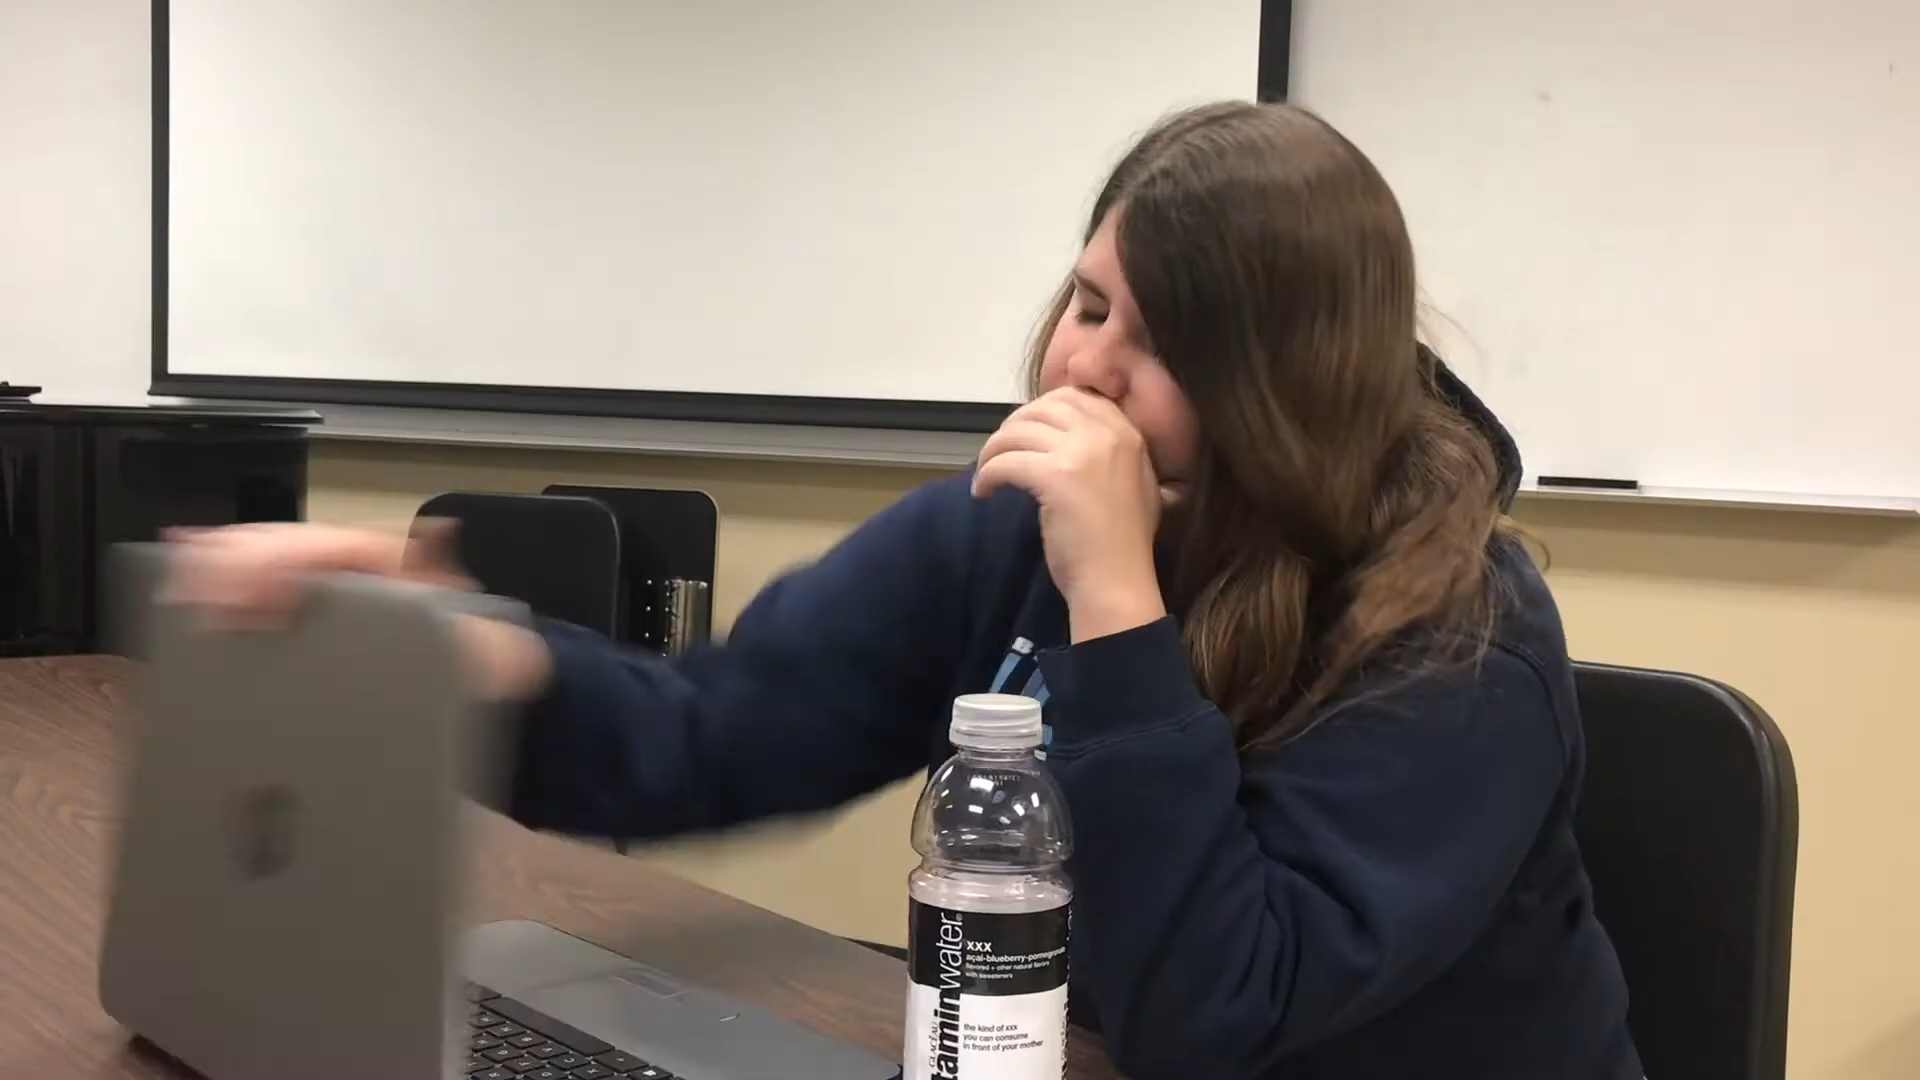 B
GLACÉAU
vitaminwater®
xxx
açai-blueberry-pomegranate
flavored + other natural flavors
with sweeteners
the kind of xxx
you can consume
in front of your mother